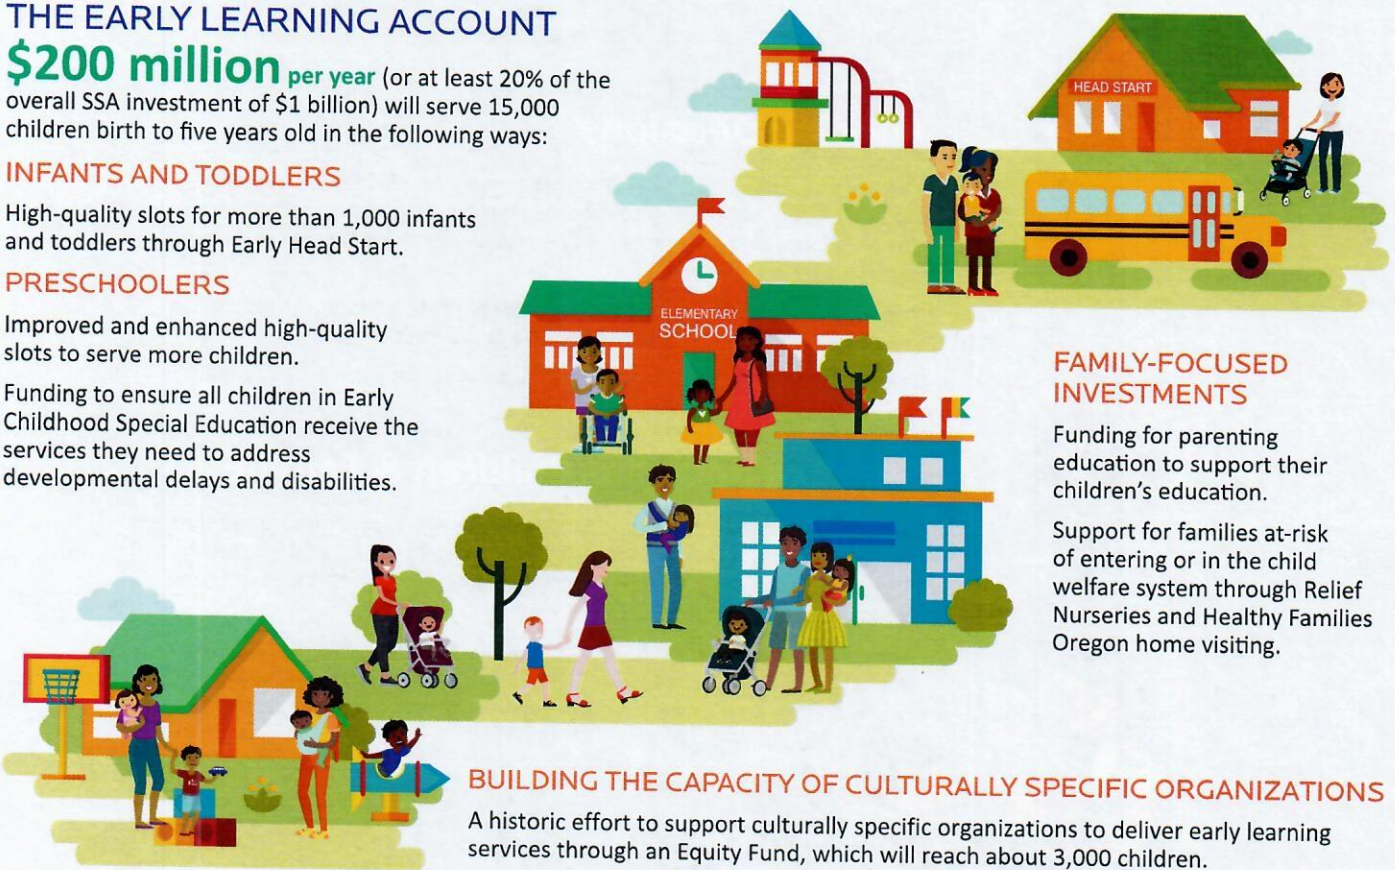 THE EARLY LEARNING ACCOUNT
$200 million per year (or at least 20% of the
overall SSA investment of $1 billion) will serve 15,000
children birth to five years old in the following ways:
INFANTS AND TODDLERS
High-quality slots for more than 1,000 infants
and toddlers through Early Head Start.
PRESCHOOLERS
Improved and enhanced high-quality
slots to serve more children.
Funding to ensure all children in Early
Childhood Special Education receive the
services they need to address
developmental delays and disabilities.
HEAD START
ELEMENTARY
SCHOOL
FAMILY-FOCUSED
INVESTMENTS
Funding for parenting
education to support their
children's education.
Support for families at-risk
of entering or in the child
welfare system through Relief
Nurseries and Healthy Families
Oregon home visiting.
BUILDING THE CAPACITY OF CULTURALLY SPECIFIC ORGANIZATIONS
A historic effort to support culturally specific organizations to deliver early learning
services through an Equity Fund, which will reach about 3,000 children.